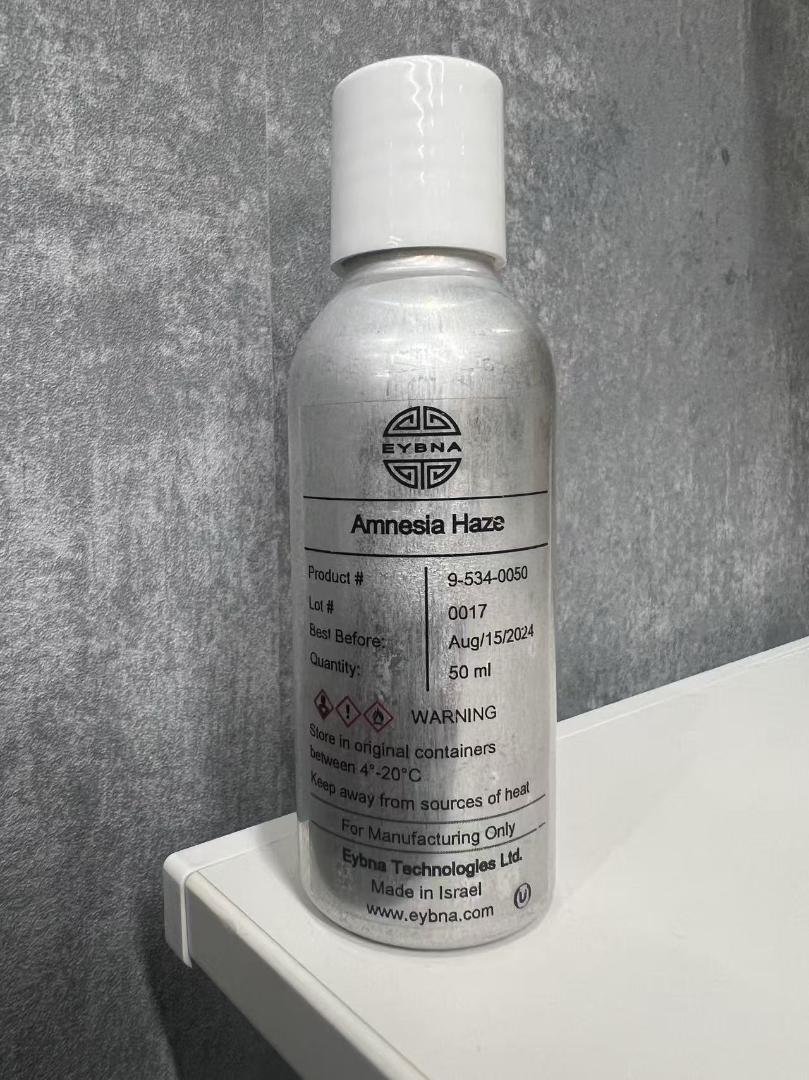 EYBNA
Amnesia Haze
Product # 9-534-0050
Lot # 0017
Best Before: Aug/15/2024
Quantity: 50 ml
WARNING
Store in original containers
between 4°-20°C
Keep away from sources of heat
For Manufacturing Only
Eybna Technologies Ltd.
Made in Israel
www.eybna.com
U